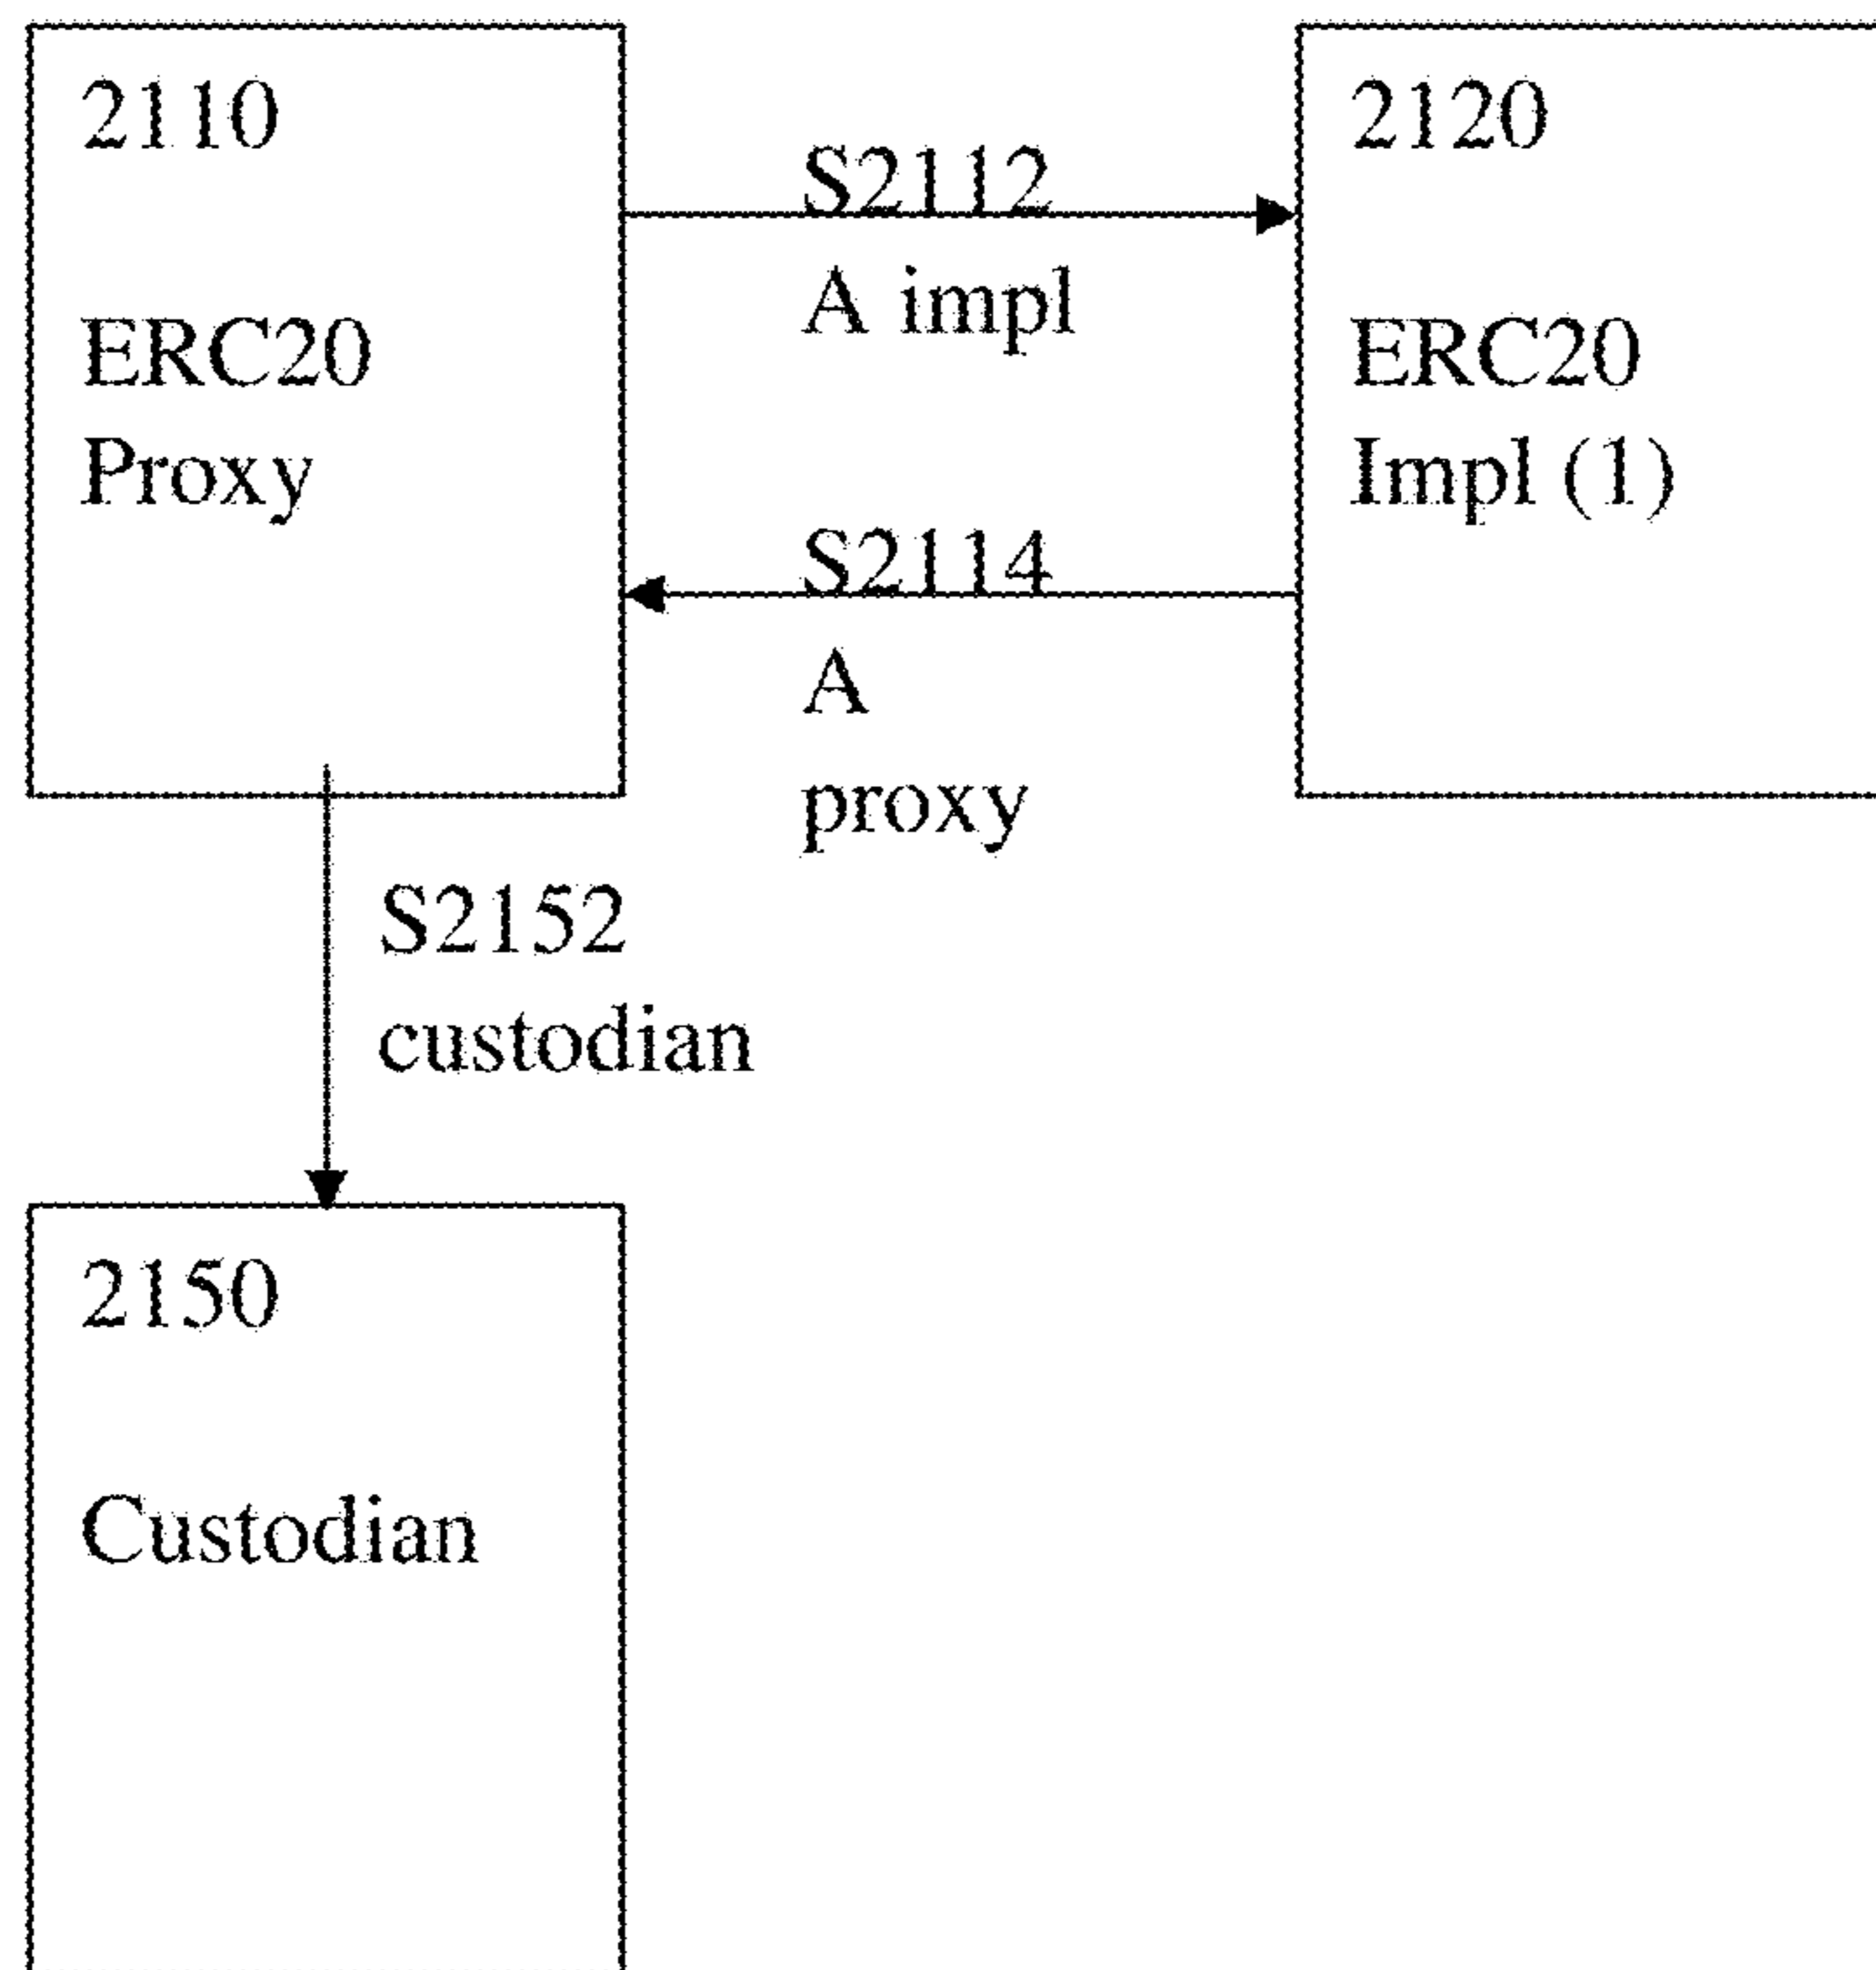 2110
ERC20
Proxy
S2112
A impl
S2114
A
proxy
2120
ERC20
Impl (1)
S2152
custodian
2150
Custodian